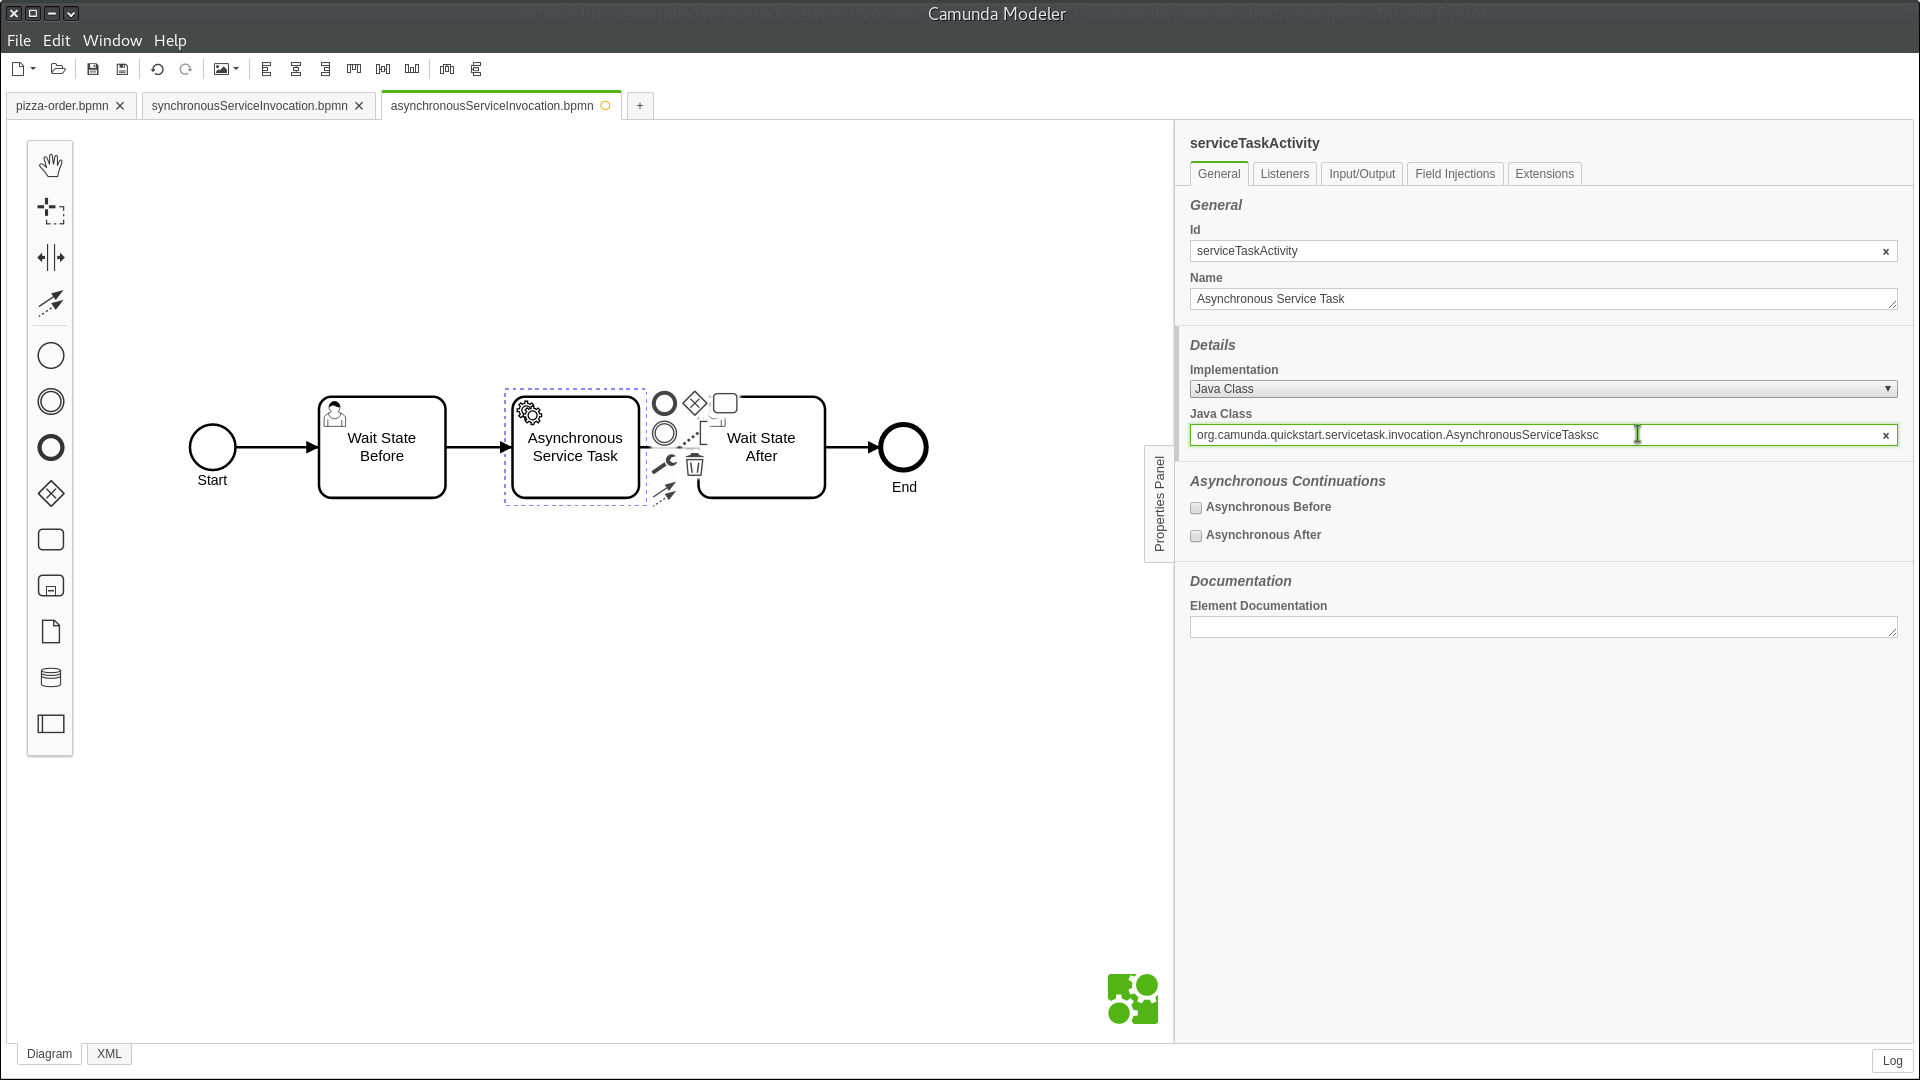 Camunda Modeler
File Edit Window Help
pizza-order.bpmn synchronousServiceInvocation.bpmn asynchronousServiceInvocation.bpmn +
Start
Wait State
Before
Asynchronous
Service Task
Wait State
After
End
Properties Panel
serviceTaskActivity
General Listeners Input/Output Field Injections Extensions
General
Id
serviceTaskActivity
Name
Asynchronous Service Task
Details
Implementation
Java Class
Java Class
org.camunda.quickstart.servicetask.invocation.AsynchronousServiceTasksc
Asynchronous Continuations
Asynchronous Before
Asynchronous After
Documentation
Element Documentation
Diagram XML
Log